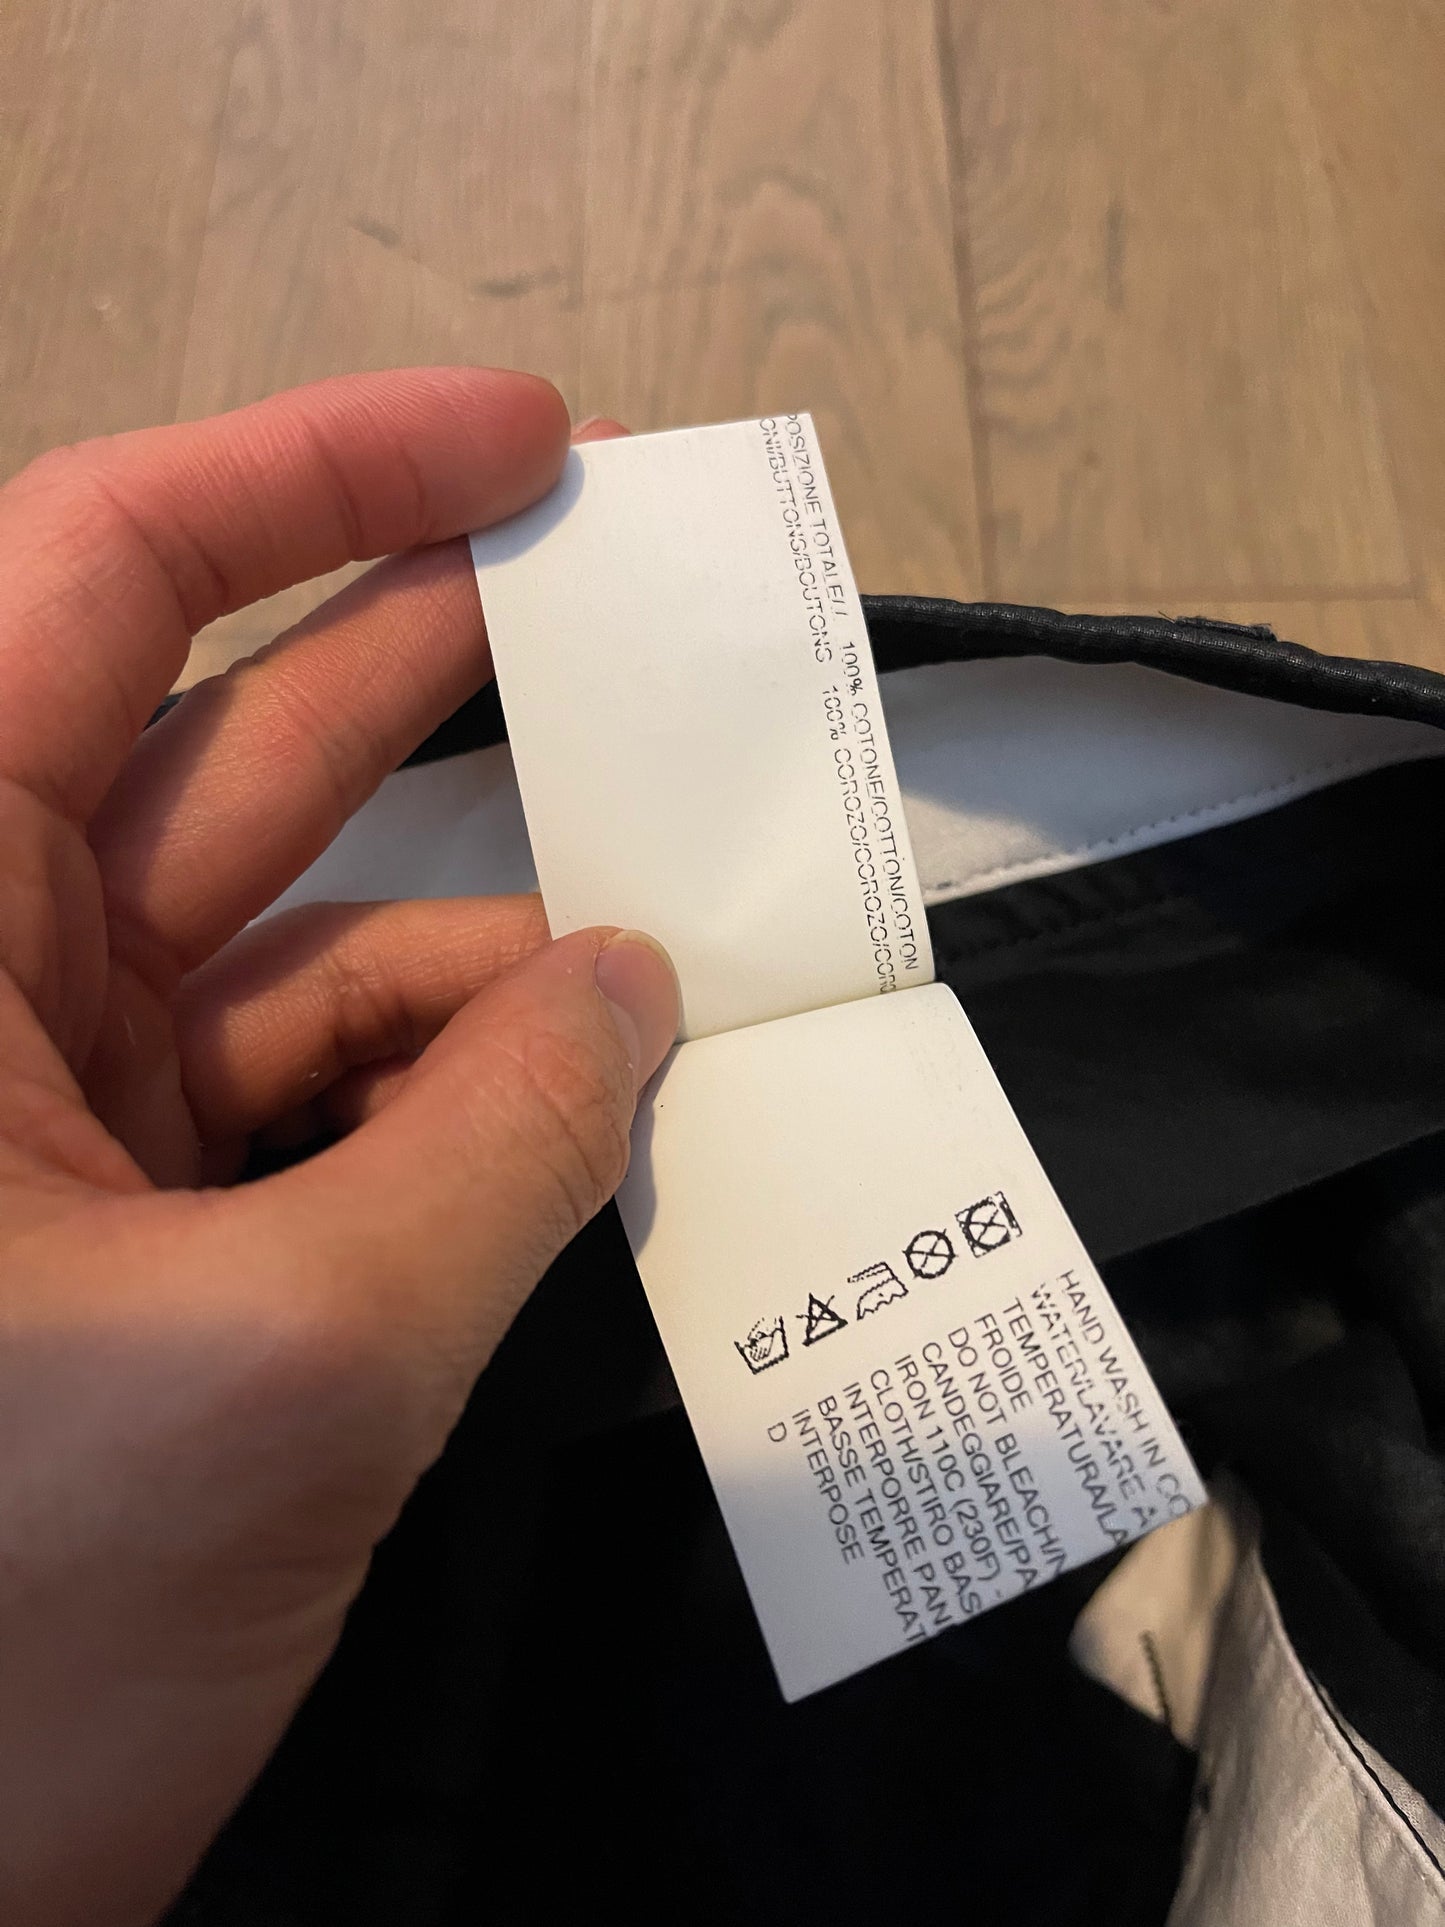 POSIZIONE TOTALE/ / 100% COTONE/COTTON/COTON
ONI/BUTTONS/BOUTONS 100% COROZO/COROZO/CORO
HAND WASH IN CO
WATER/LAVARE A
TEMPERATURA/LA
FROIDE
DO NOT BLEACH/N
CANDEGGIARE/PA
IRON 110C (230F) -
CLOTH/STIRO BAS
INTERPORRE PAN
BASSE TEMPERAT
INTERPOSE
D